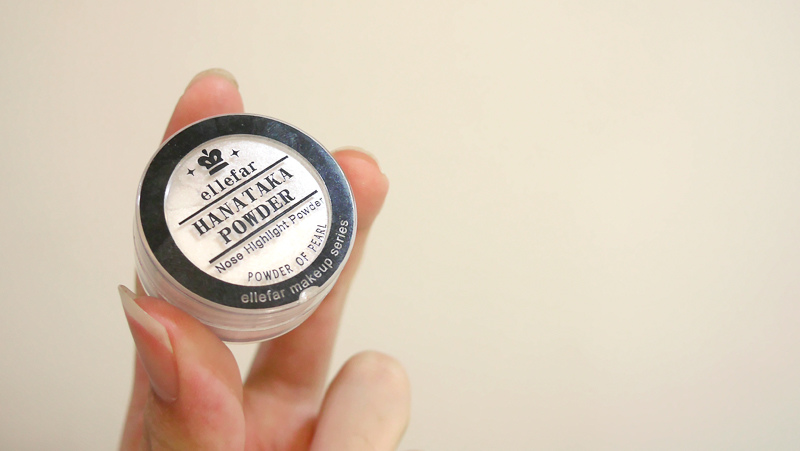 ellefar
HANATAKA
POWDER
Nose Highlight Powder
POWDER OF PEARL
ellefar makeup series